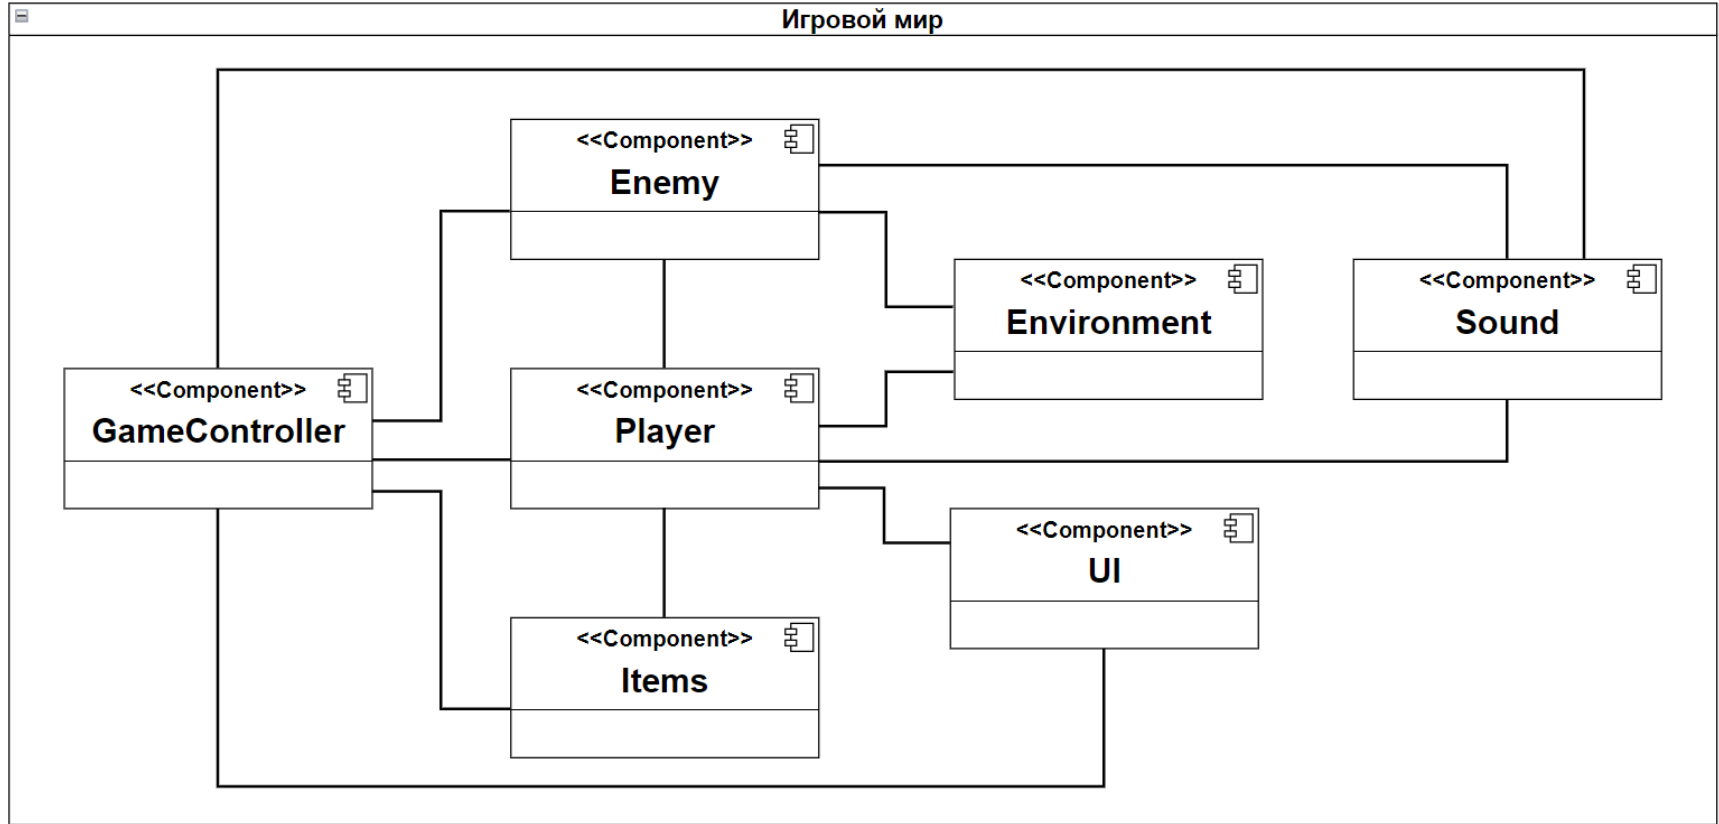 Игровой мир
<<Component>>
Enemy
<<Component>>
Environment
<<Component>>
Sound
<<Component>>
GameController
<<Component>>
Player
<<Component>>
UI
<<Component>>
Items